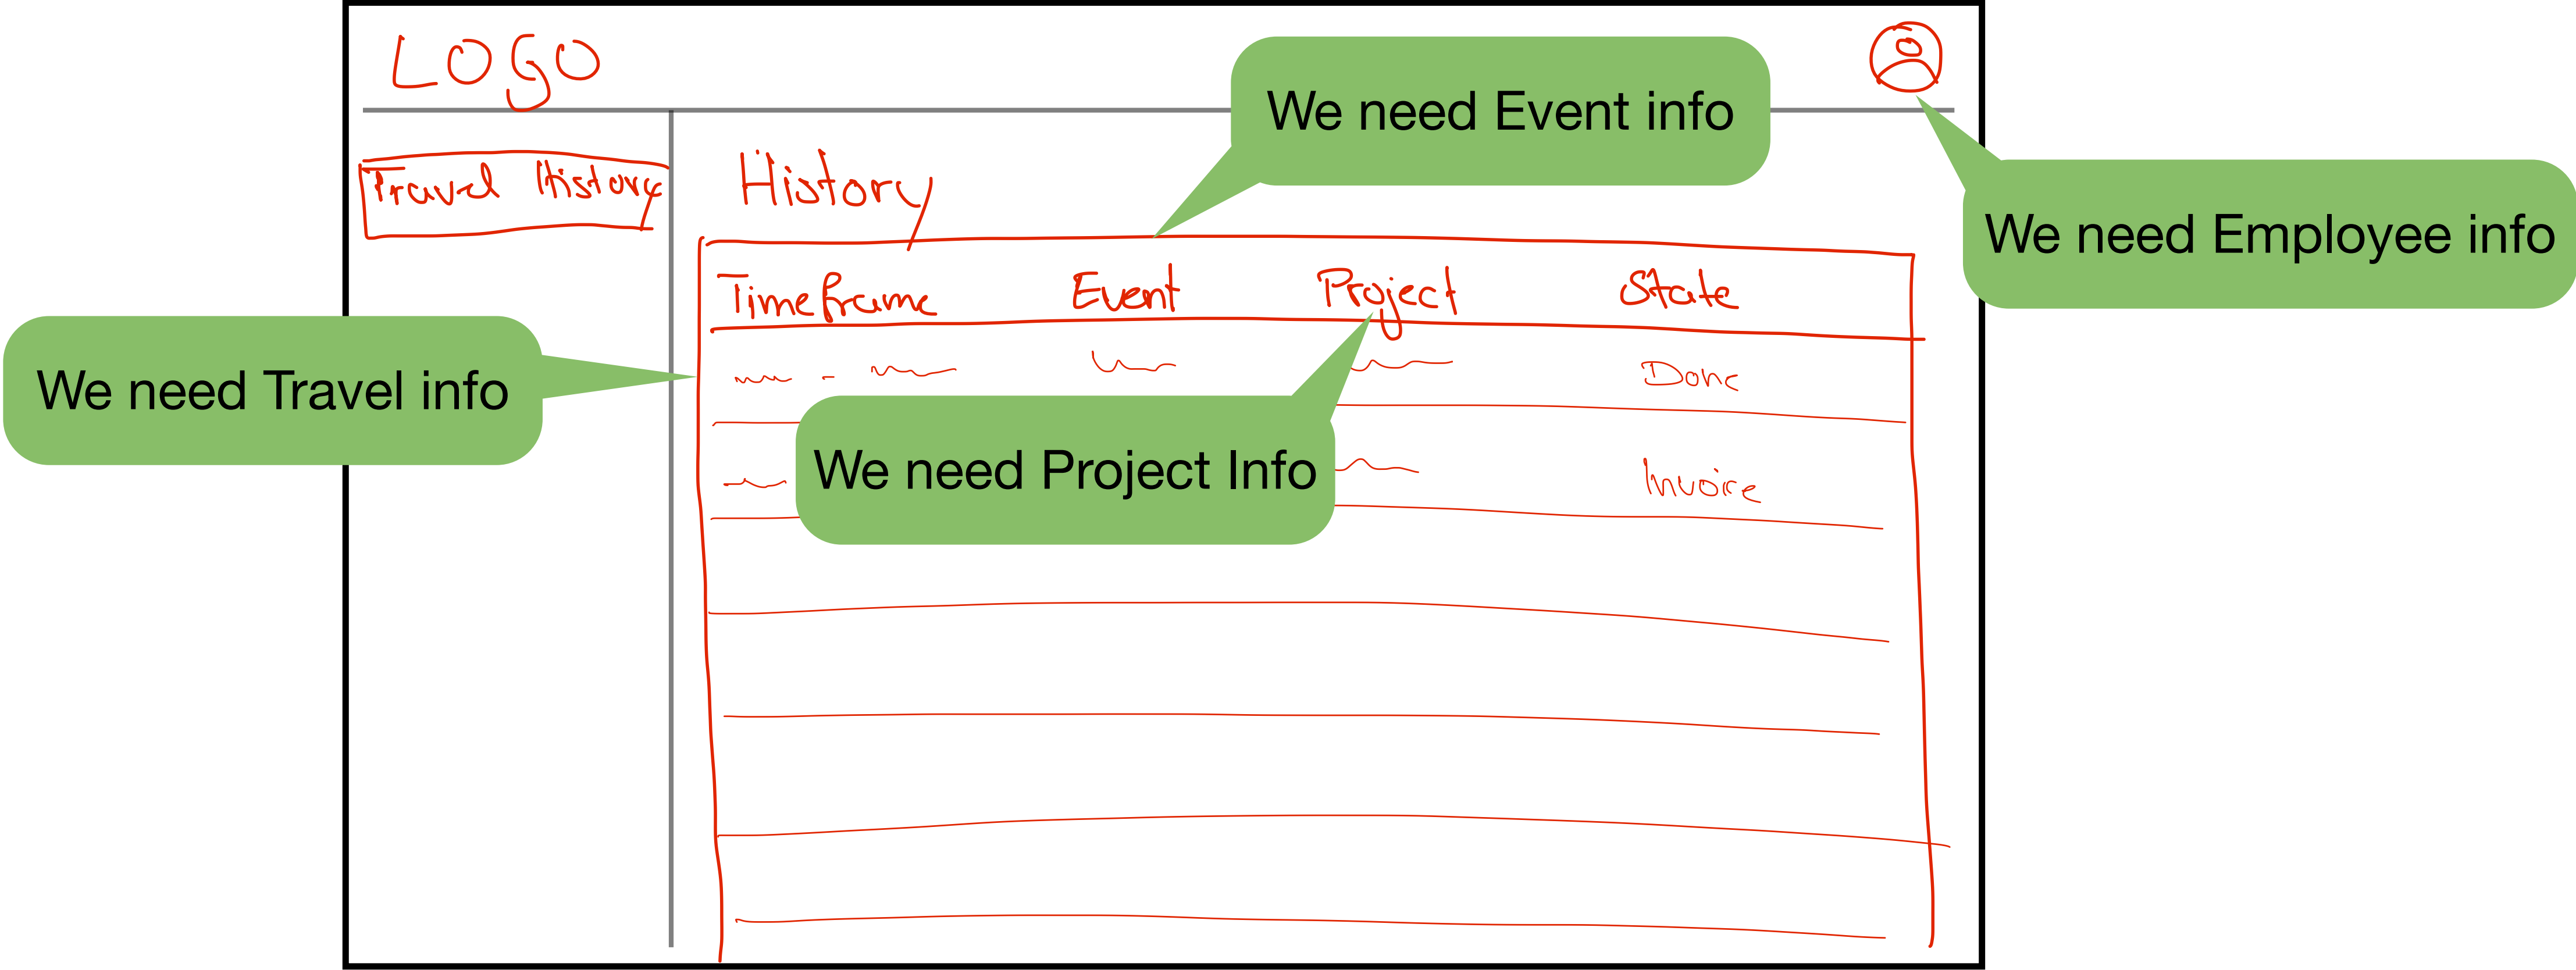 Logo
We need Event info
We need Employee info
Travel History
History
Timeframe Event Project State
We need Travel info
Done
We need Project Info
Invoice